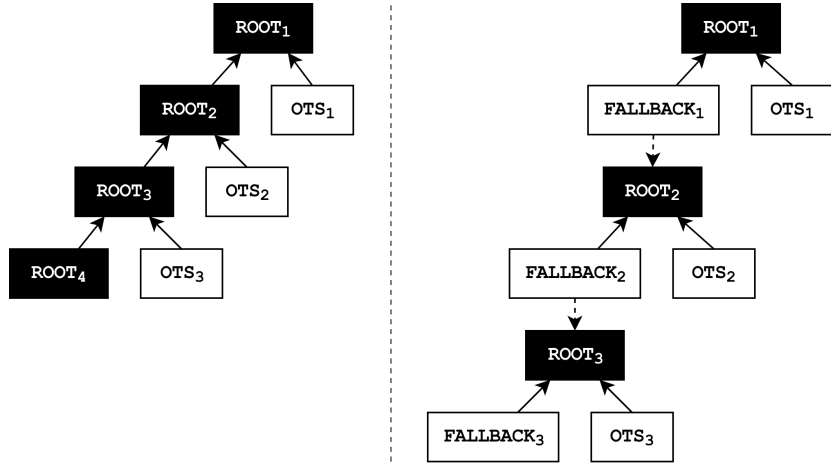 ROOT₁
ROOT₂
OTS₁
ROOT₃
OTS₂
ROOT₄
OTS₃
ROOT₁
FALLBACK₁
OTS₁
ROOT₂
FALLBACK₂
OTS₂
ROOT₃
FALLBACK₃
OTS₃